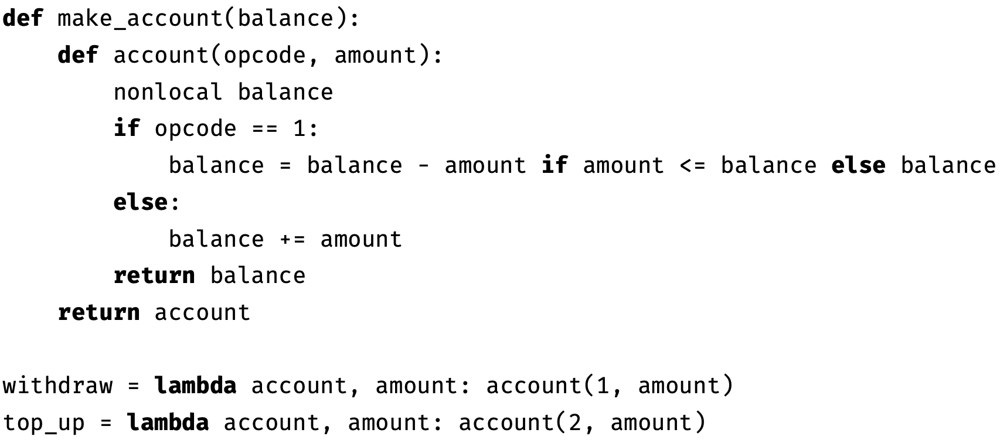 def make_account(balance):
    def account(opcode, amount):
        nonlocal balance
        if opcode == 1:
            balance = balance - amount if amount <= balance else balance
        else:
            balance += amount
        return balance
    return account

withdraw = lambda account, amount: account(1, amount)
top_up = lambda account, amount: account(2, amount)